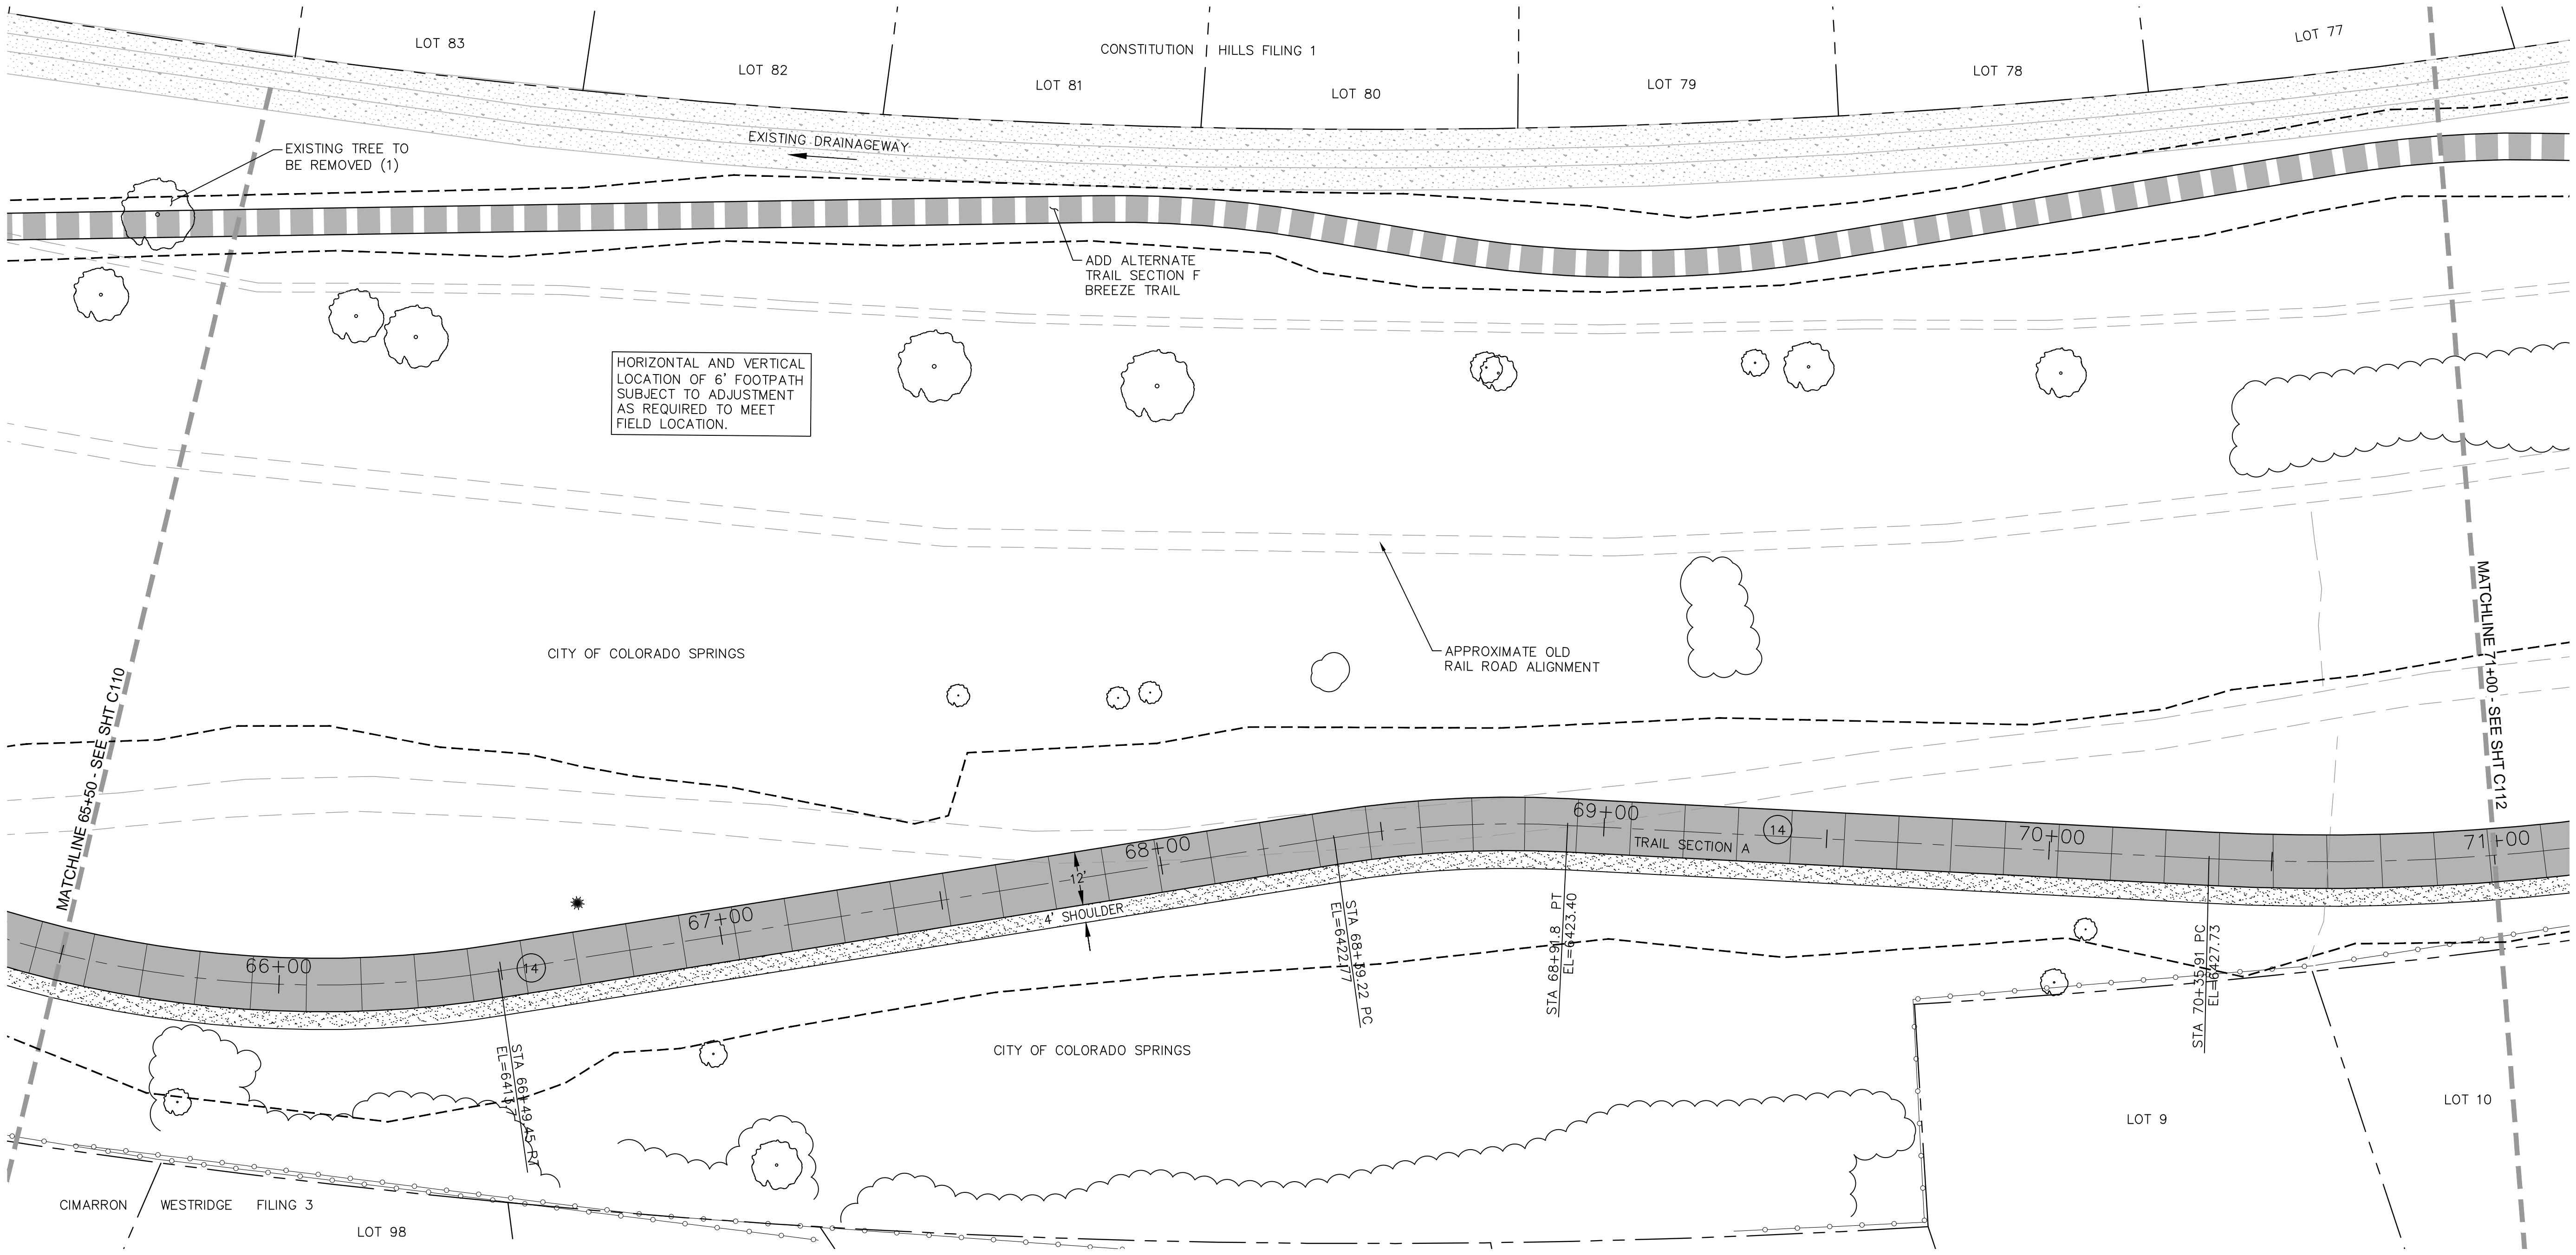 LOT 83
LOT 82
LOT 81
CONSTITUTION HILLS FILING 1
LOT 80
LOT 79
LOT 78
LOT 77
EXISTING DRAINAGEWAY
EXISTING TREE TO
BE REMOVED (1)
ADD ALTERNATE
TRAIL SECTION F
BREEZE TRAIL
HORIZONTAL AND VERTICAL
LOCATION OF 6' FOOTPATH
SUBJECT TO ADJUSTMENT
AS REQUIRED TO MEET
FIELD LOCATION.
CITY OF COLORADO SPRINGS
APPROXIMATE OLD
RAIL ROAD ALIGNMENT
MATCHLINE 65+50 - SEE SHT C110
MATCHLINE 71+00 - SEE SHT C112
66+00
14
67+00
12'
4' SHOULDER
68+00
69+00
TRAIL SECTION A
14
70+00
71+00
STA 66+49.45 PT
STA 68+39.22 PC
EL=6422.77
STA 68+91.8 PT
EL=6423.40
STA 70+35.91 PC
EL=6427.73
CITY OF COLORADO SPRINGS
LOT 9
LOT 10
CIMARRON WESTRIDGE FILING 3
LOT 98